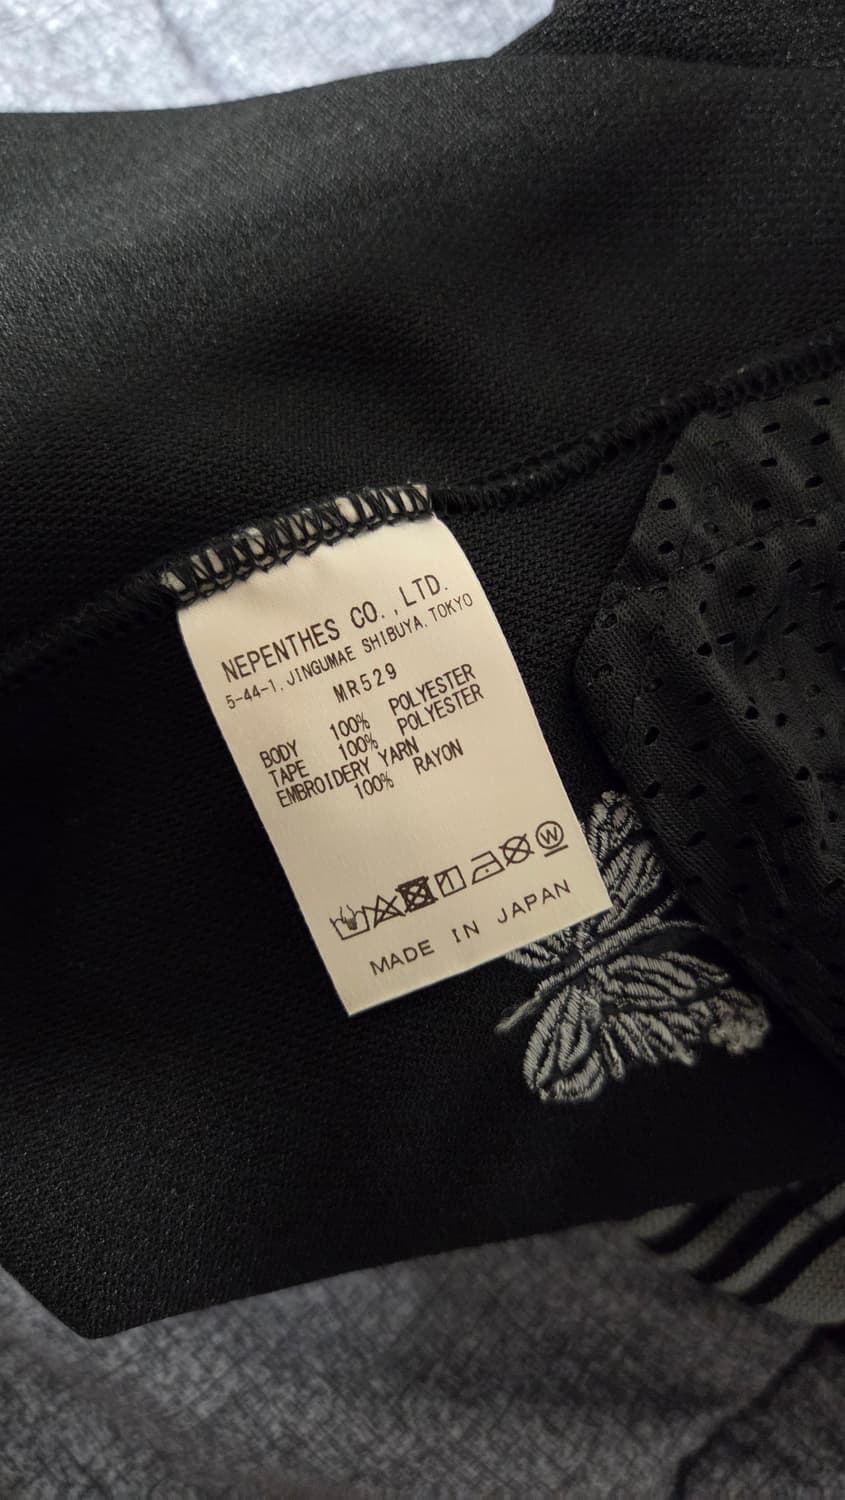 NEPENTHES CO.,LTD.
5-44-1, JINGUMAE SHIBUYA, TOKYO
MR529
BODY 100% POLYESTER
TAPE 100% POLYESTER
EMBROIDERY YARN
100% RAYON
W
MADE IN JAPAN